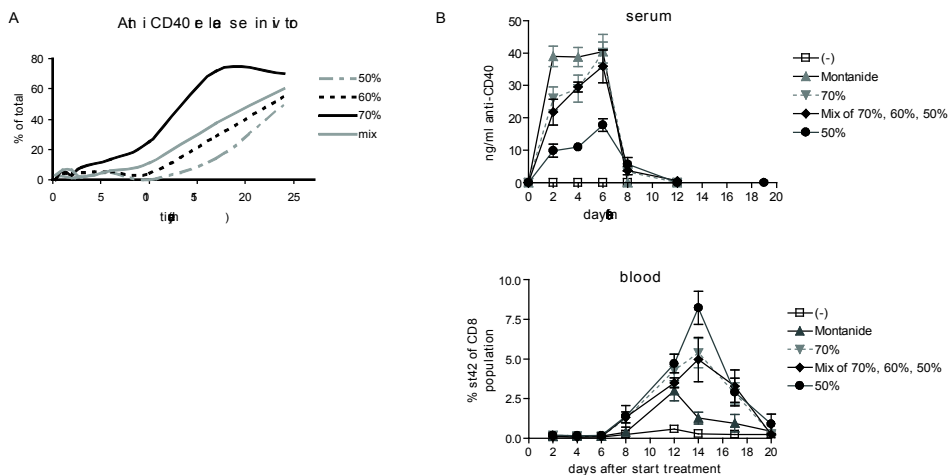 A
% of total
80
60
40
20
0
0 5 15 20 25
50%
60%
70%
mix
B
serum
ng/ml anti-CD40
50
40
30
20
10
0
0 2 4 6 8 10 12 14 16 18 20
(-)
Montanide
70%
Mix of 70%, 60%, 50%
50%
blood
% st42 of CD8
population
10.0
7.5
5.0
2.5
0.0
0 2 4 6 8 10 12 14 16 18 20
days after start treatment
(-)
Montanide
70%
Mix of 70%, 60%, 50%
50%